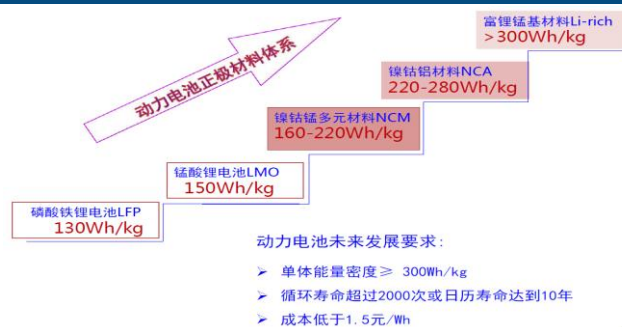 富锂锰基材料Li-rich
>300Wh/kg
镍钴铝材料NCA
220-280Wh/kg
动力电池正极材料体系
镍钴锰多元材料NCM
160-220Wh/kg
锰酸锂电池LMO
150Wh/kg
磷酸铁锂电池LFP
130Wh/kg
动力电池未来发展要求:
➢ 单体能量密度≥ 300Wh/kg
➢ 循环寿命超过2000次或日历寿命达到10年
➢ 成本低于1.5元/Wh